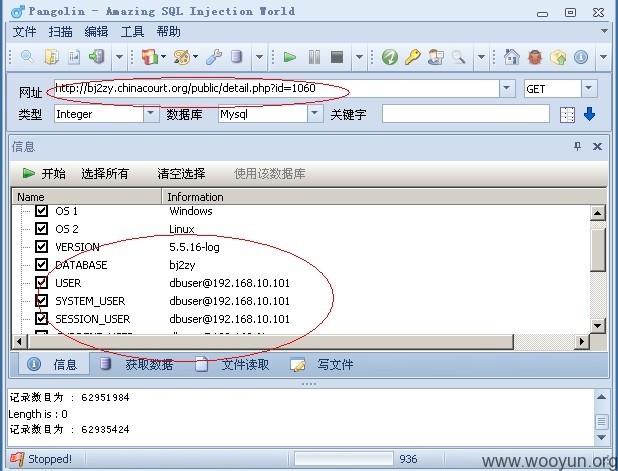 Pangolin - Amazing SQL Injection World
文件 扫描 编辑 工具 帮助
网址 http://bj2zy.chinacourt.org/public/detail.php?id=1060 GET
类型 Integer 数据库 Mysql 关键字
信息
开始 选择所有 清空选择 使用该数据库
Name Information
OS 1 Windows
OS 2 Linux
VERSION 5.5.16-log
DATABASE bj2zy
USER dbuser@192.168.10.101
SYSTEM_USER dbuser@192.168.10.101
SESSION_USER dbuser@192.168.10.101
信息 获取数据 文件读取 写文件
记录数目为 : 62951984
Length is : 0
记录数目为 : 62935424
Stopped! 936
www.wooyun.org